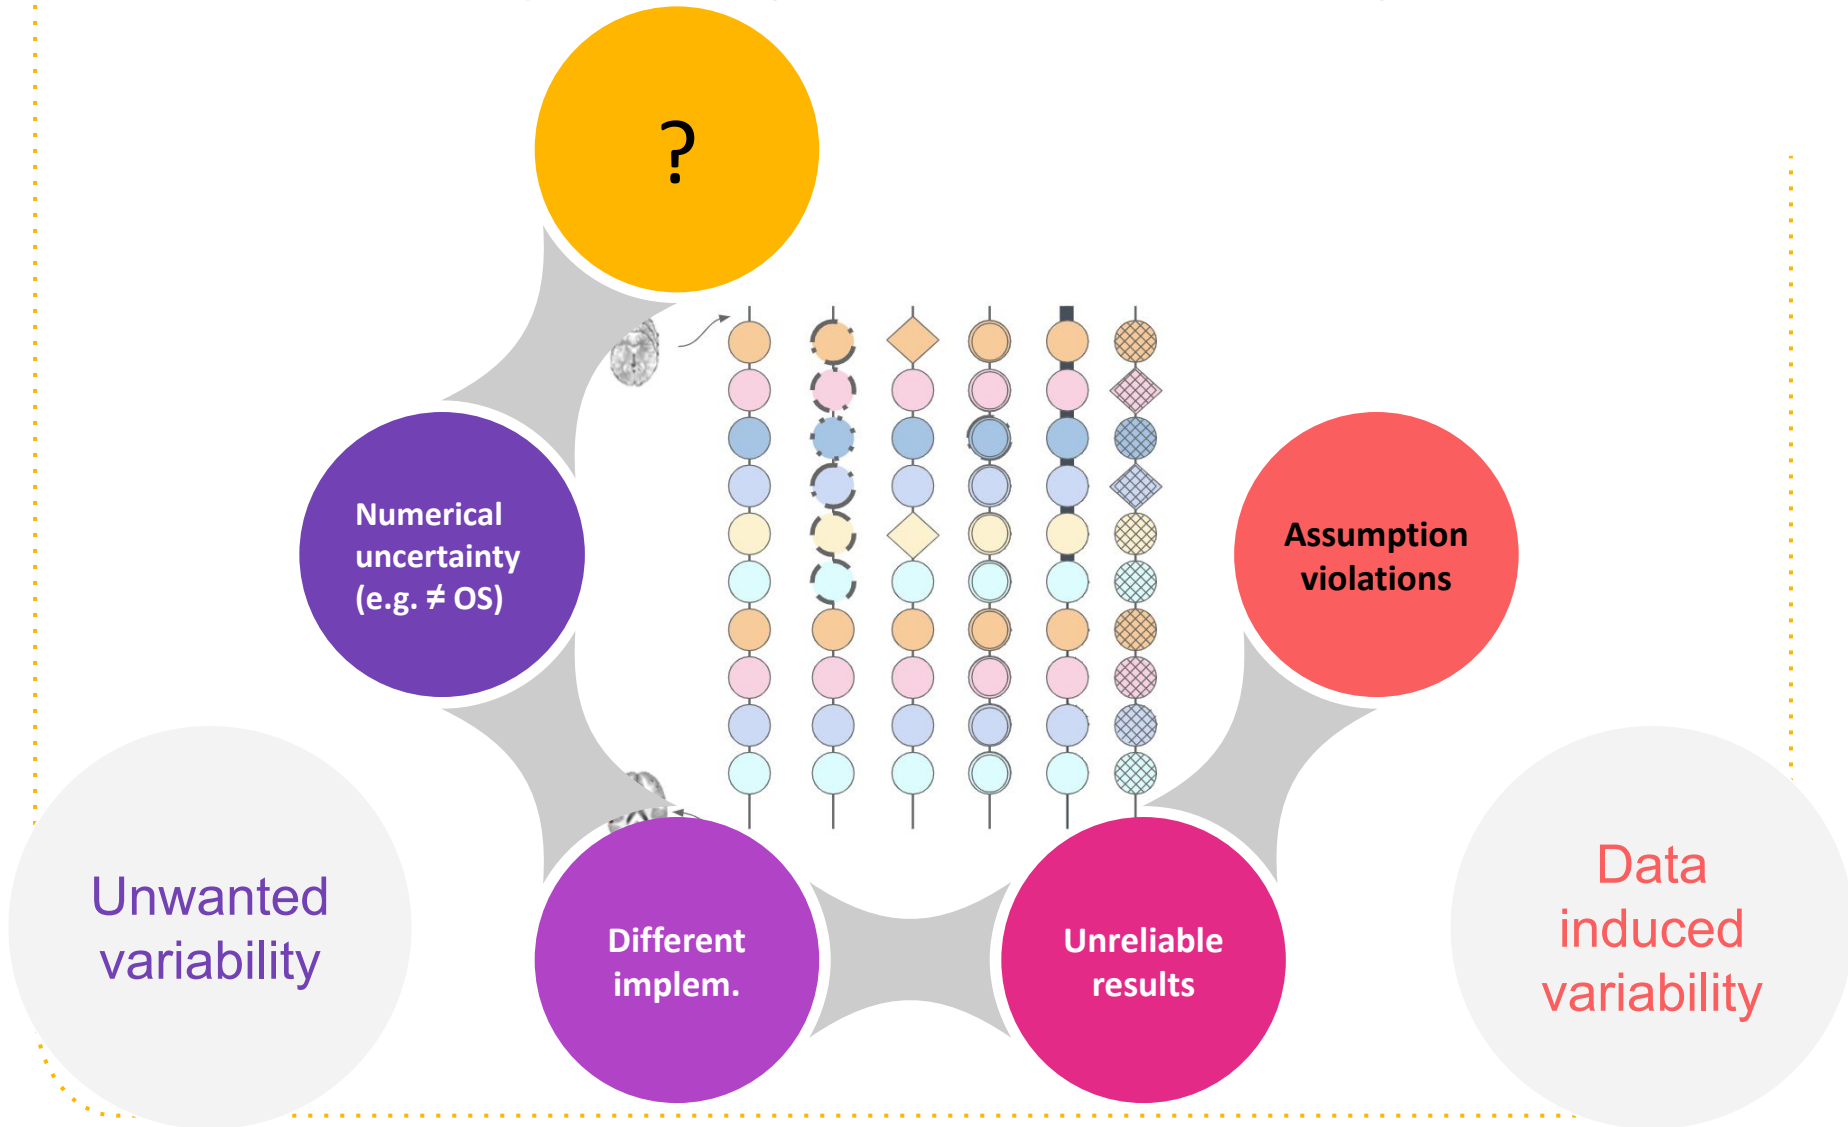 ?
Numerical
uncertainty
(e.g. ≠ OS)
Assumption
violations
Unwanted
variability
Different
implem.
Unreliable
results
Data
induced
variability